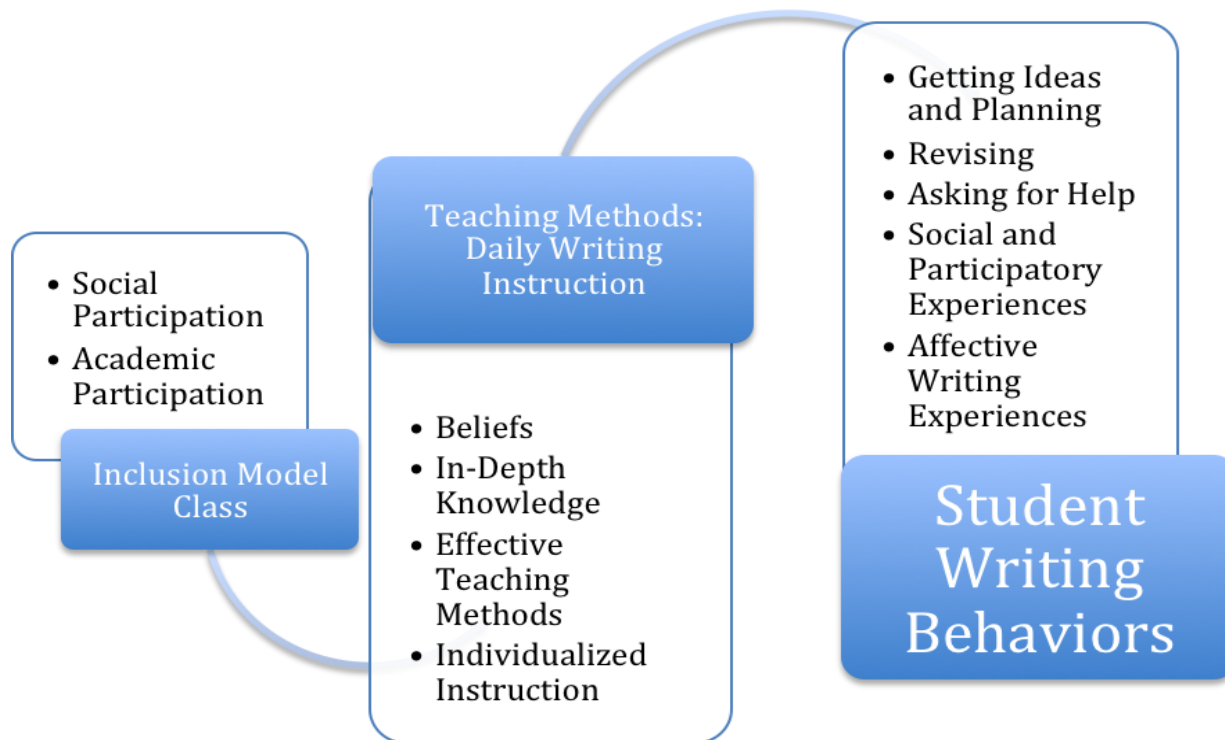 • Social
Participation
• Academic
Participation
Inclusion Model
Class
Teaching Methods:
Daily Writing
Instruction
• Beliefs
• In-Depth
Knowledge
• Effective
Teaching
Methods
• Individualized
Instruction
• Getting Ideas
and Planning
• Revising
• Asking for Help
• Social and
Participatory
Experiences
• Affective
Writing
Experiences
Student
Writing
Behaviors